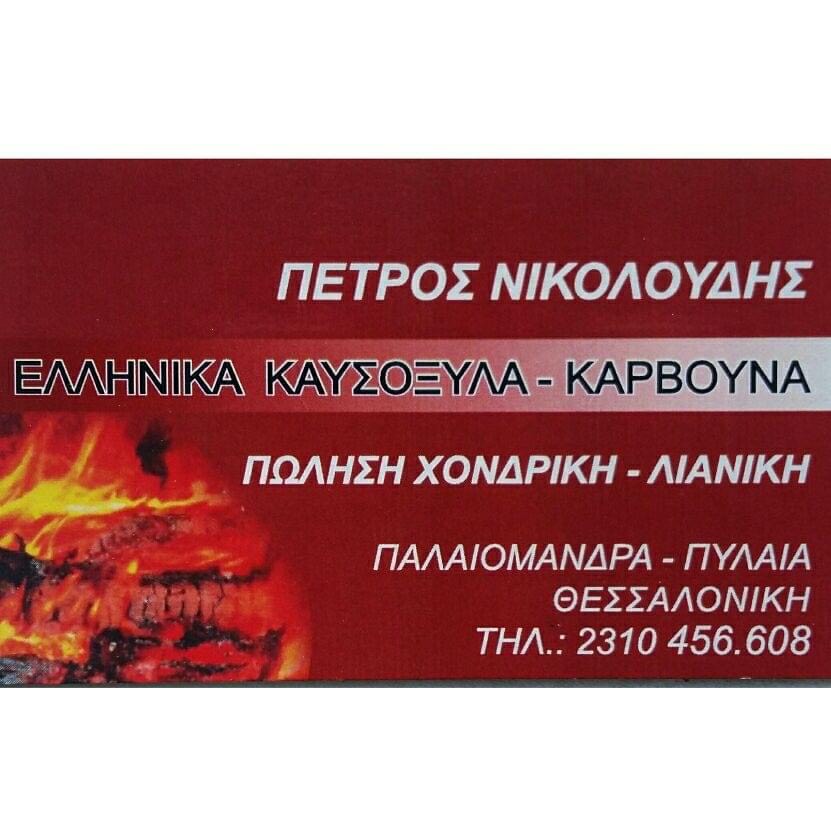 ΠΕΤΡΟΣ ΝΙΚΟΛΟΥΔΗΣ
ΕΛΛΗΝΙΚΑ ΚΑΥΣΟΞΥΛΑ - ΚΑΡΒΟΥΝΑ
ΠΩΛΗΣΗ ΧΟΝΔΡΙΚΗ - ΛΙΑΝΙΚΗ
ΠΑΛΑΙΟΜΑΝΔΡΑ - ΠΥΛΑΙΑ
ΘΕΣΣΑΛΟΝΙΚΗ
ΤΗΛ.: 2310 456.608